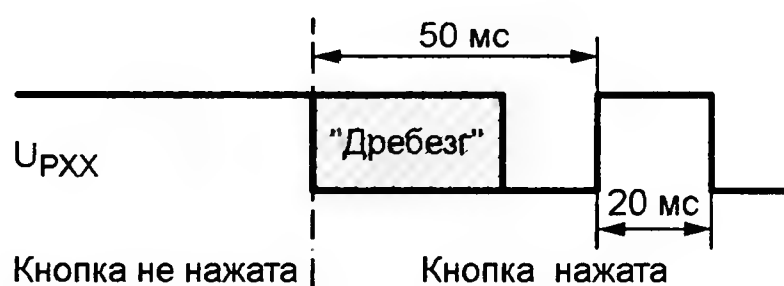 50 мс
"Дребезг"
UPXX
20 мс
Кнопка не нажата
Кнопка нажата